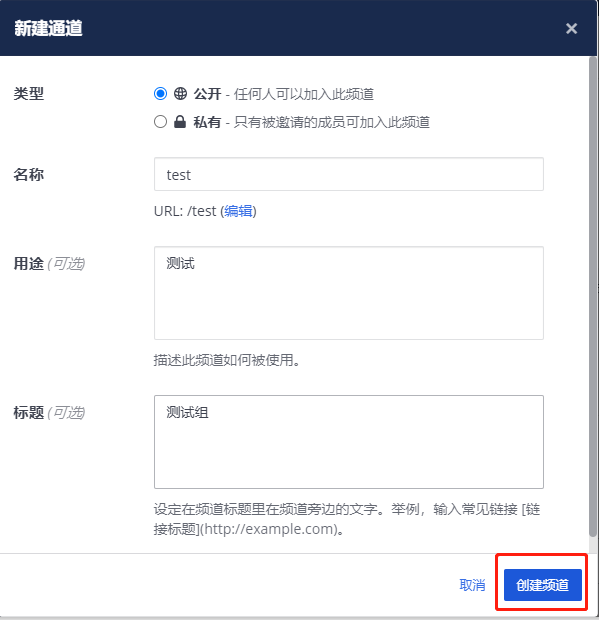 新建通道
×
类型
公开 - 任何人可以加入此频道
私有 - 只有被邀请的成员可加入此频道
名称
test
URL: /test (编辑)
用途 (可选)
测试
描述此频道如何被使用。
标题 (可选)
测试组
设定在频道标题里在频道旁边的文字。举例，输入常见链接 [链
接标题](http://example.com)。
取消
创建频道